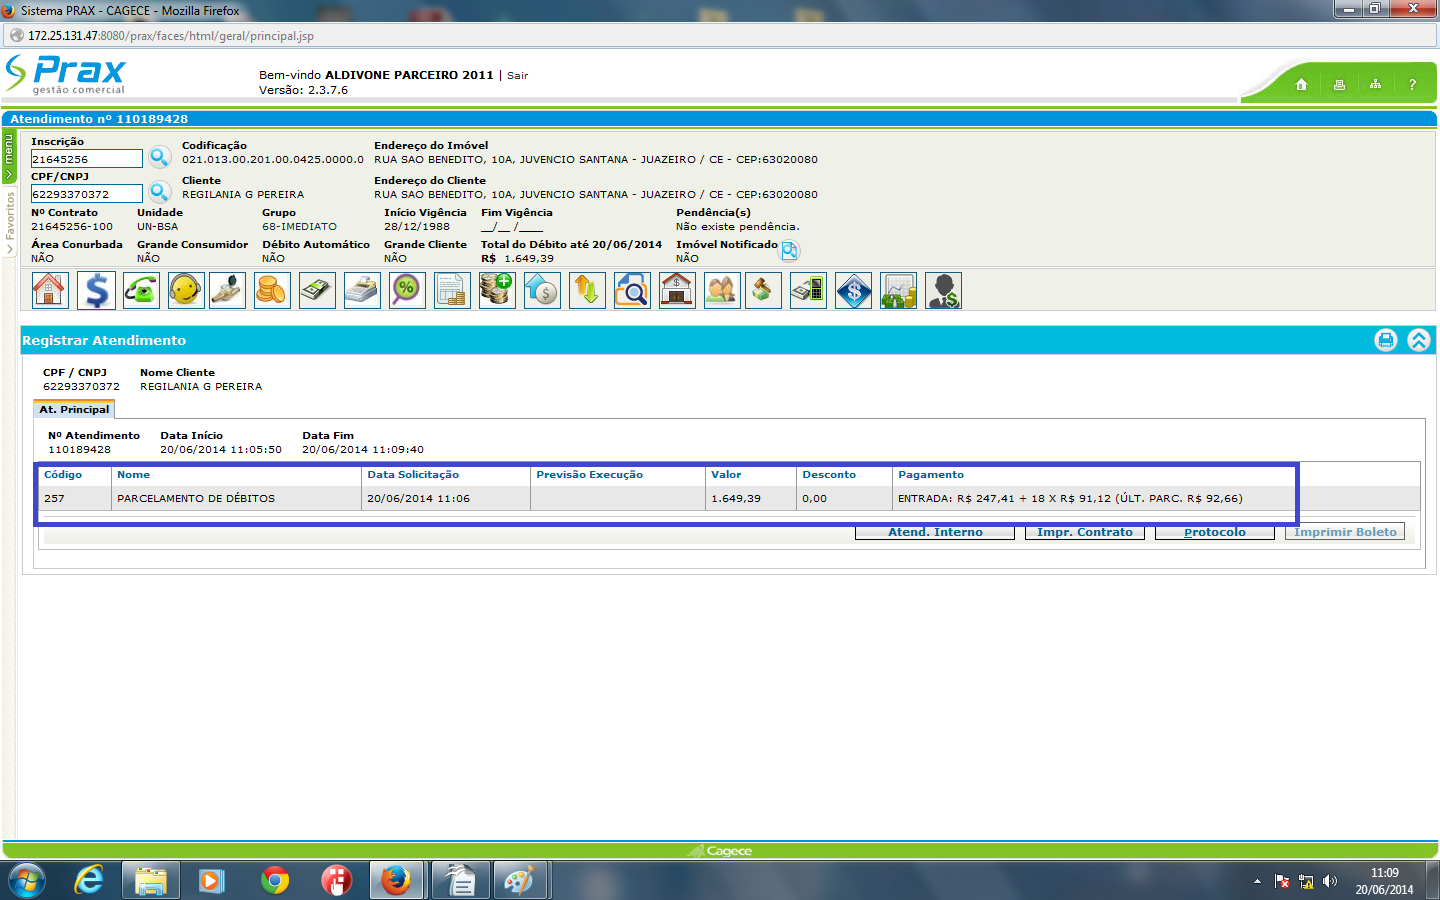 Sistema PRAX - CAGECE - Mozilla Firefox
172.25.131.47:8080/prax/faces/html/geral/principal.jsp
Prax
gestão comercial
Bem-vindo ALDIVONE PARCEIRO 2011 | Sair
Versão: 2.3.7.6
?
Atendimento nº 110189428
menu
Favoritos
Inscrição Codificação Endereço do Imóvel
21645256 021.013.00.201.00.0425.0000.0 RUA SAO BENEDITO, 10A, JUVENCIO SANTANA - JUAZEIRO / CE - CEP:63020080
CPF/CNPJ Cliente Endereço do Cliente
62293370372 REGILANIA G PEREIRA RUA SAO BENEDITO, 10A, JUVENCIO SANTANA - JUAZEIRO / CE - CEP:63020080
Nº Contrato Unidade Grupo Início Vigência Fim Vigência Pendência(s)
21645256-100 UN-BSA 68-IMEDIATO 28/12/1988 __/__ /____ Não existe pendência.
Área Conurbada Grande Consumidor Débito Automático Grande Cliente Total do Débito até 20/06/2014 Imóvel Notificado
NÃO NÃO NÃO NÃO R$ 1.649,39 NÃO
Registrar Atendimento
CPF / CNPJ Nome Cliente
62293370372 REGILANIA G PEREIRA
At. Principal
Nº Atendimento Data Início Data Fim
110189428 20/06/2014 11:05:50 20/06/2014 11:09:40
Código Nome Data Solicitação Previsão Execução Valor Desconto Pagamento
257 PARCELAMENTO DE DÉBITOS 20/06/2014 11:06 1.649,39 0,00 ENTRADA: R$ 247,41 + 18 X R$ 91,12 (ÚLT. PARC. R$ 92,66)
Atend. Interno Impr. Contrato Protocolo Imprimir Boleto
Cagece
11:09
20/06/2014